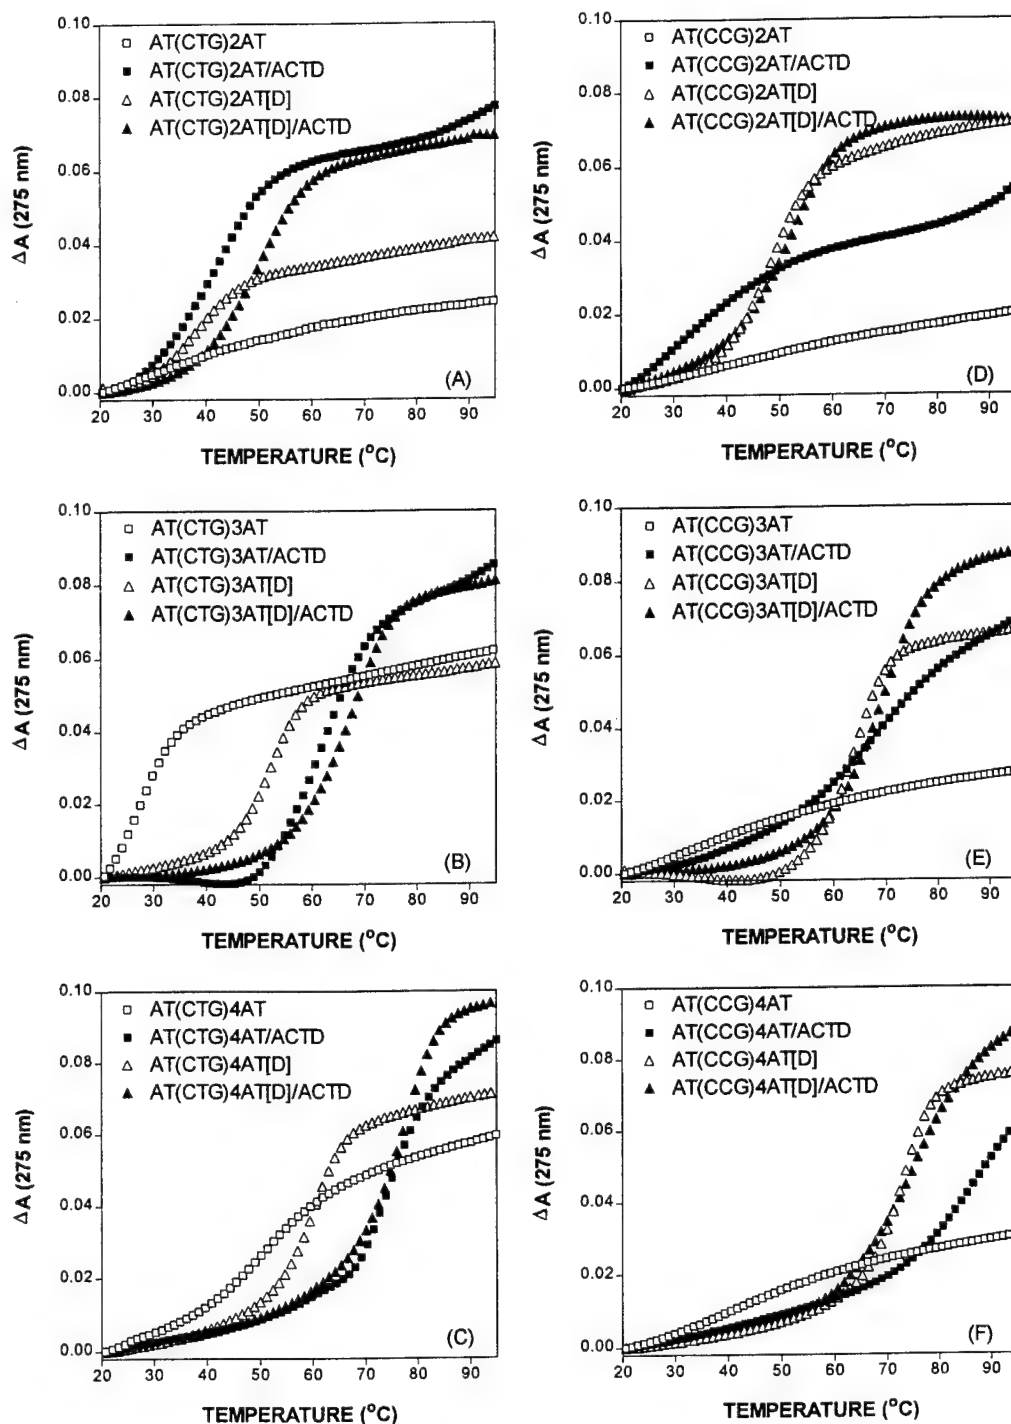 0.10
0.08
0.06
0.04
0.02
0.00
Δ A (275 nm)
□ AT(CTG)2AT
■ AT(CTG)2AT/ACTD
△ AT(CTG)2AT[D]
▲ AT(CTG)2AT[D]/ACTD
(A)
20 30 40 50 60 70 80 90
TEMPERATURE (°C)
0.10
0.08
0.06
0.04
0.02
0.00
Δ A (275 nm)
□ AT(CCG)2AT
■ AT(CCG)2AT/ACTD
△ AT(CCG)2AT[D]
▲ AT(CCG)2AT[D]/ACTD
(D)
20 30 40 50 60 70 80 90
TEMPERATURE (°C)
0.10
0.08
0.06
0.04
0.02
0.00
Δ A (275 nm)
□ AT(CTG)3AT
■ AT(CTG)3AT/ACTD
△ AT(CTG)3AT[D]
▲ AT(CTG)3AT[D]/ACTD
(B)
20 30 40 50 60 70 80 90
TEMPERATURE (°C)
0.10
0.08
0.06
0.04
0.02
0.00
Δ A (275 nm)
□ AT(CCG)3AT
■ AT(CCG)3AT/ACTD
△ AT(CCG)3AT[D]
▲ AT(CCG)3AT[D]/ACTD
(E)
20 30 40 50 60 70 80 90
TEMPERATURE (°C)
0.10
0.08
0.06
0.04
0.02
0.00
Δ A (275 nm)
□ AT(CTG)4AT
■ AT(CTG)4AT/ACTD
△ AT(CTG)4AT[D]
▲ AT(CTG)4AT[D]/ACTD
(C)
20 30 40 50 60 70 80 90
TEMPERATURE (°C)
0.10
0.08
0.06
0.04
0.02
0.00
Δ A (275 nm)
□ AT(CCG)4AT
■ AT(CCG)4AT/ACTD
△ AT(CCG)4AT[D]
▲ AT(CCG)4AT[D]/ACTD
(F)
20 30 40 50 60 70 80 90
TEMPERATURE (°C)